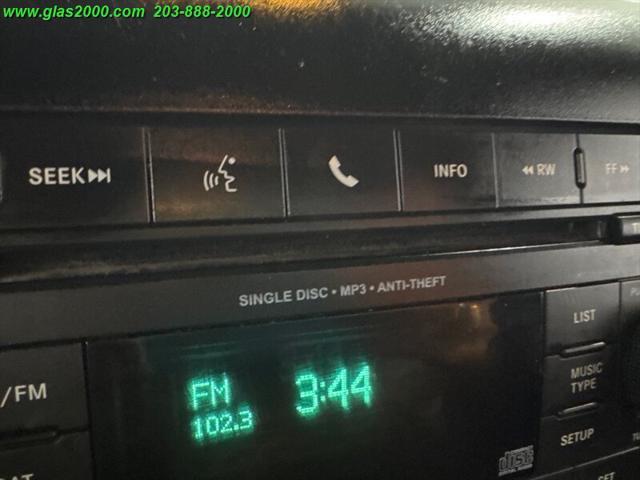 www.glas2000.com 203-888-2000
SEEK INFO RW FF
SINGLE DISC • MP3 • ANTI-THEFT
LIST
/FM
FM 3:44
102.3
MUSIC
TYPE
SETUP